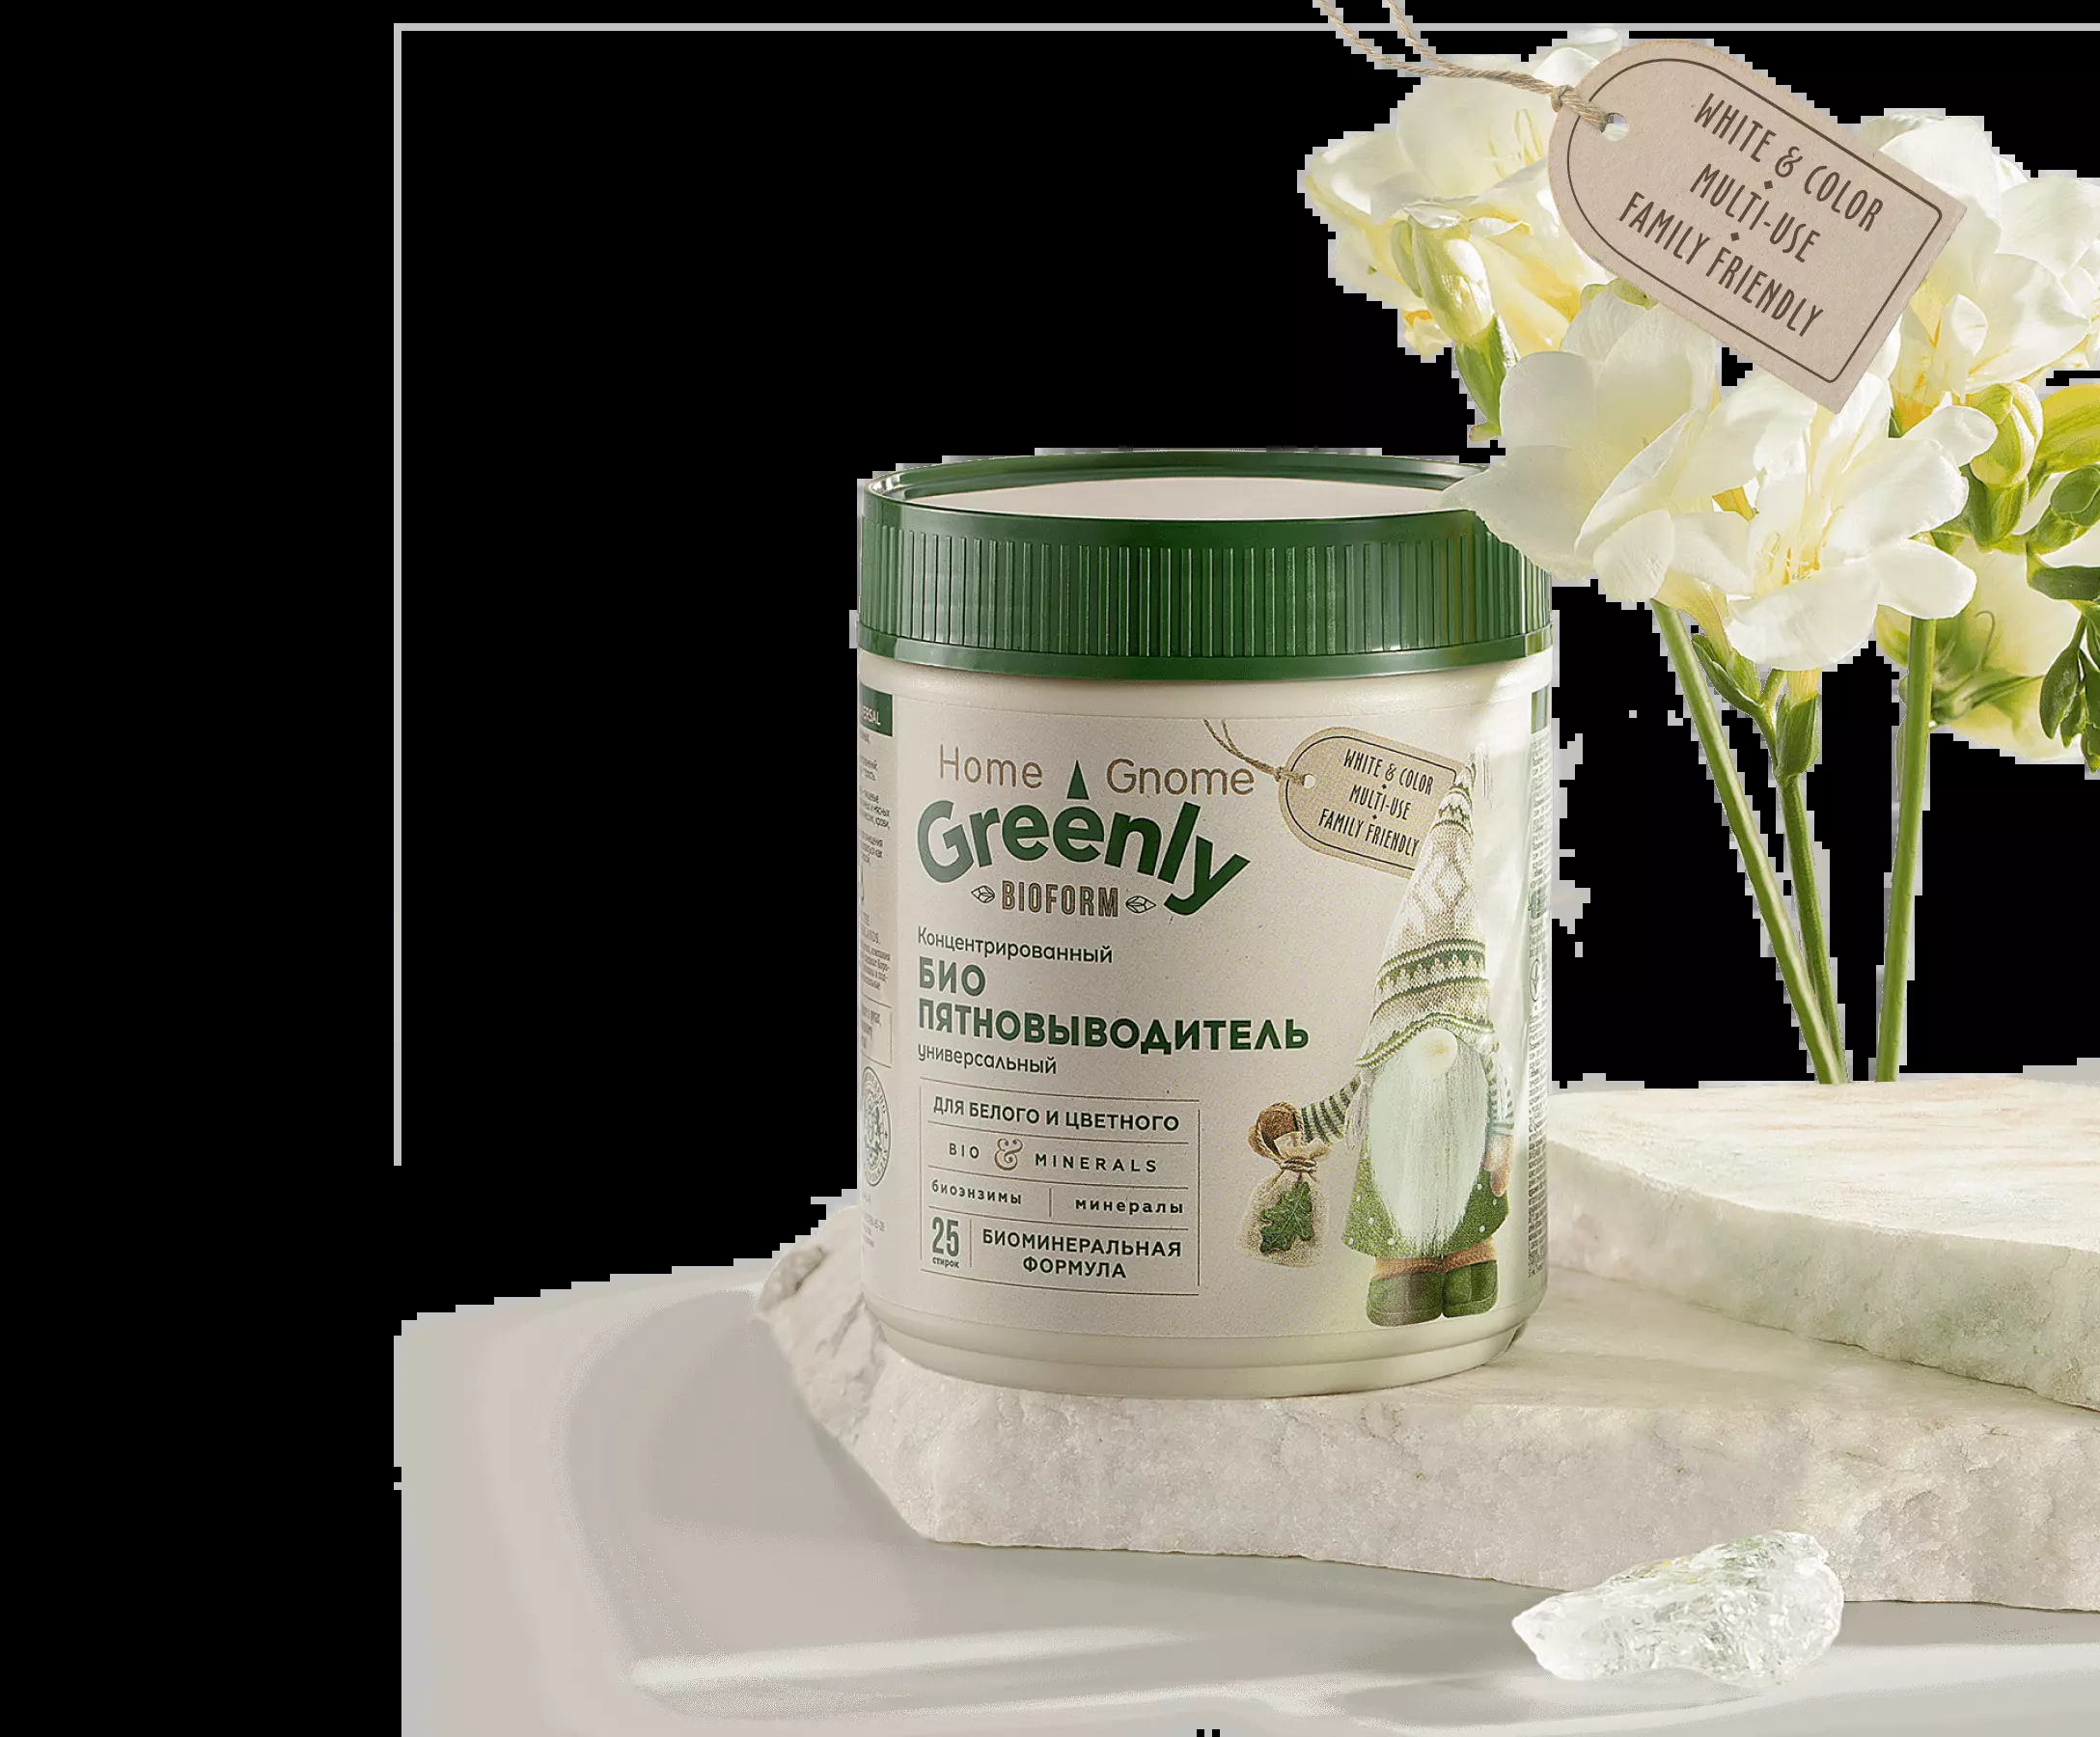 WHITE & COLOR
MULTI-USE
FAMILY FRIENDLY
Home Gnome
Greenly
BIOFORM
WHITE & COLOR
MULTI-USE
FAMILY FRIENDLY
Концентрированный
БИО
ПЯТНОВЫВОДИТЕЛЬ
универсальный
ДЛЯ БЕЛОГО И ЦВЕТНОГО
BIO & MINERALS
биоэнзимы минералы
25 стирок
БИОМИНЕРАЛЬНАЯ
ФОРМУЛА